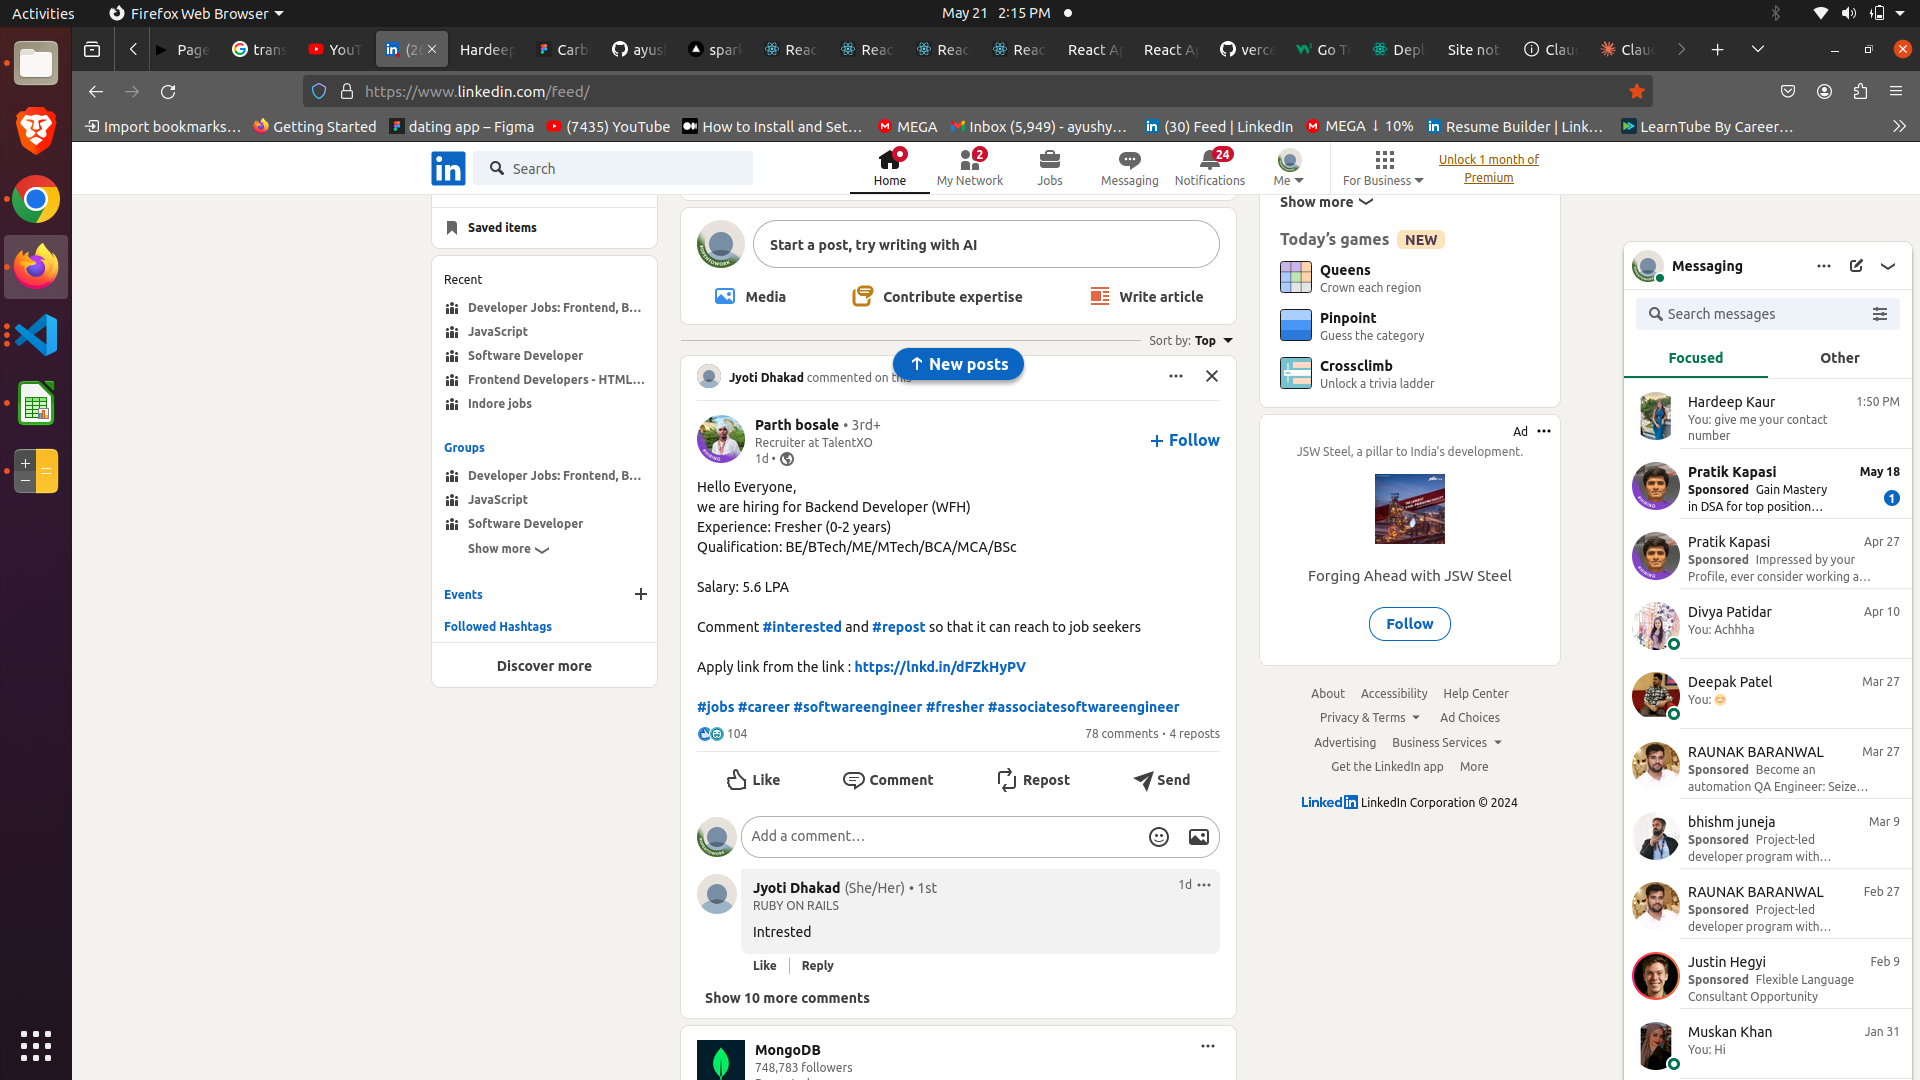 Activities
Firefox Web Browser
May 21 2:15 PM
Page
trans
YouT
(26
Hardeep
Carb
ayus
spark
Reac
Reac
Reac
Reac
React A
React A
verce
Go T
Depl
Site not
Clau
Clau
https://www.linkedin.com/feed/
Import bookmarks…
Getting Started
dating app – Figma
(7435) YouTube
How to Install and Set…
MEGA
Inbox (5,949) - ayushy…
(30) Feed | LinkedIn
MEGA ↓ 10%
Resume Builder | Link…
LearnTube By Career…
in
Search
Home
2
My Network
Jobs
Messaging
24
Notifications
Me
For Business
Unlock 1 month of
Premium
Saved items
Recent
Developer Jobs: Frontend, B…
JavaScript
Software Developer
Frontend Developers - HTML…
Indore jobs
Groups
Developer Jobs: Frontend, B…
JavaScript
Software Developer
Show more
Events
Followed Hashtags
Discover more
Start a post, try writing with AI
Media
Contribute expertise
Write article
Sort by: Top
↑ New posts
Jyoti Dhakad commented on this
Parth bosale • 3rd+
Recruiter at TalentXO
1d •
+ Follow
Hello Everyone,
we are hiring for Backend Developer (WFH)
Experience: Fresher (0-2 years)
Qualification: BE/BTech/ME/MTech/BCA/MCA/BSc
Salary: 5.6 LPA
Comment #interested and #repost so that it can reach to job seekers
Apply link from the link : https://lnkd.in/dFZkHyPV
#jobs #career #softwareengineer #fresher #associatesoftwareengineer
104
78 comments • 4 reposts
Like
Comment
Repost
Send
Add a comment…
Jyoti Dhakad (She/Her) • 1st
1d
RUBY ON RAILS
Intrested
Like
Reply
Show 10 more comments
MongoDB
748,783 followers
Show more
Today’s games NEW
Queens
Crown each region
Pinpoint
Guess the category
Crossclimb
Unlock a trivia ladder
Ad
JSW Steel, a pillar to India's development.
Forging Ahead with JSW Steel
Follow
About
Accessibility
Help Center
Privacy & Terms
Ad Choices
Advertising
Business Services
Get the LinkedIn app
More
LinkedIn LinkedIn Corporation © 2024
Messaging
Search messages
Focused
Other
Hardeep Kaur
1:50 PM
You: give me your contact
number
Pratik Kapasi
May 18
Sponsored Gain Mastery
in DSA for top position…
1
Pratik Kapasi
Apr 27
Sponsored Impressed by your
Profile, ever consider working a…
Divya Patidar
Apr 10
You: Achhha
Deepak Patel
Mar 27
You: 😊
RAUNAK BARANWAL
Mar 27
Sponsored Become an
automation QA Engineer: Seize…
bhishm juneja
Mar 9
Sponsored Project-led
developer program with…
RAUNAK BARANWAL
Feb 27
Sponsored Project-led
developer program with…
Justin Hegyi
Feb 9
Sponsored Flexible Language
Consultant Opportunity
Muskan Khan
Jan 31
You: Hi